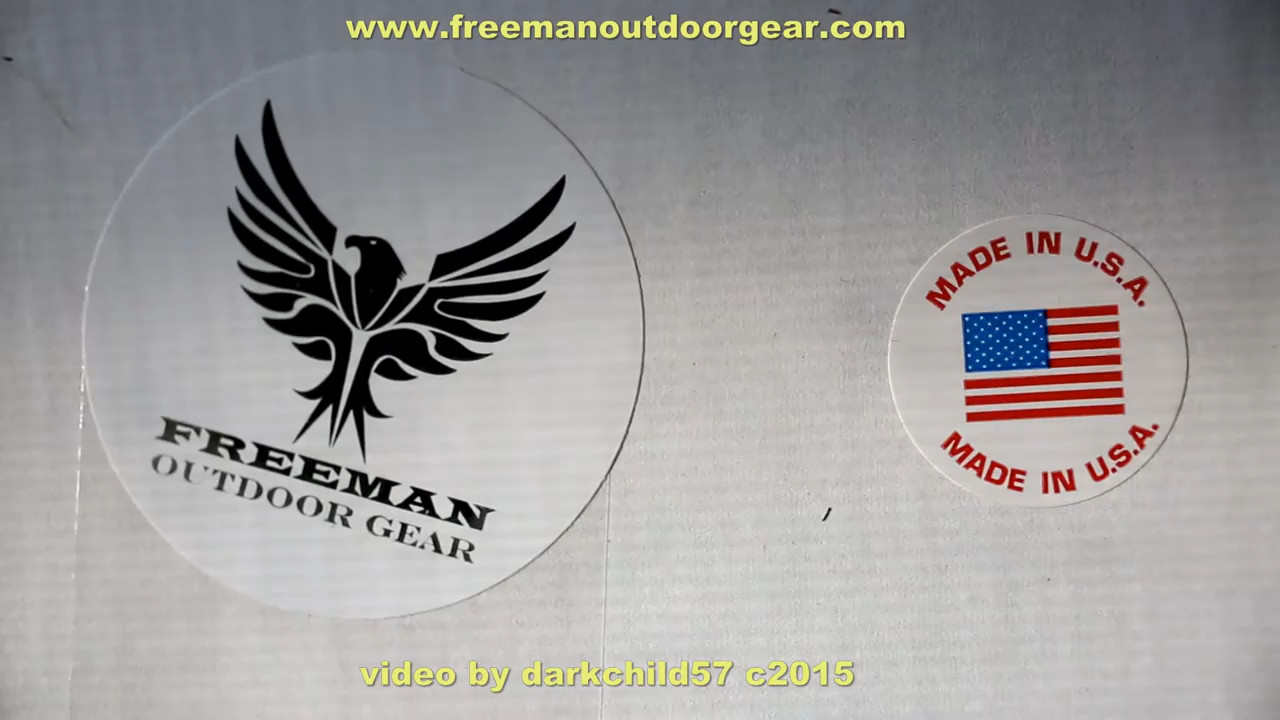 www.freemanoutdoorgear.com
FREEMAN
OUTDOOR GEAR
MADE IN U.S.A.
MADE IN U.S.A.
video by darkchild57 c2015